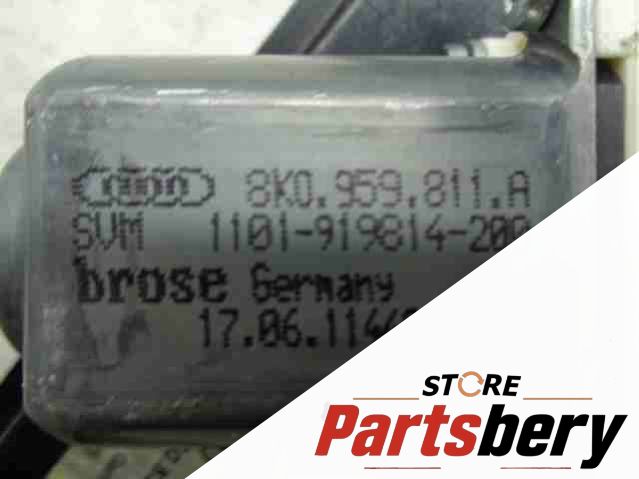 8K0.959.811.A
SVM 1101-919814-200
brose Germany
17.06.114
STORE
Partsbery